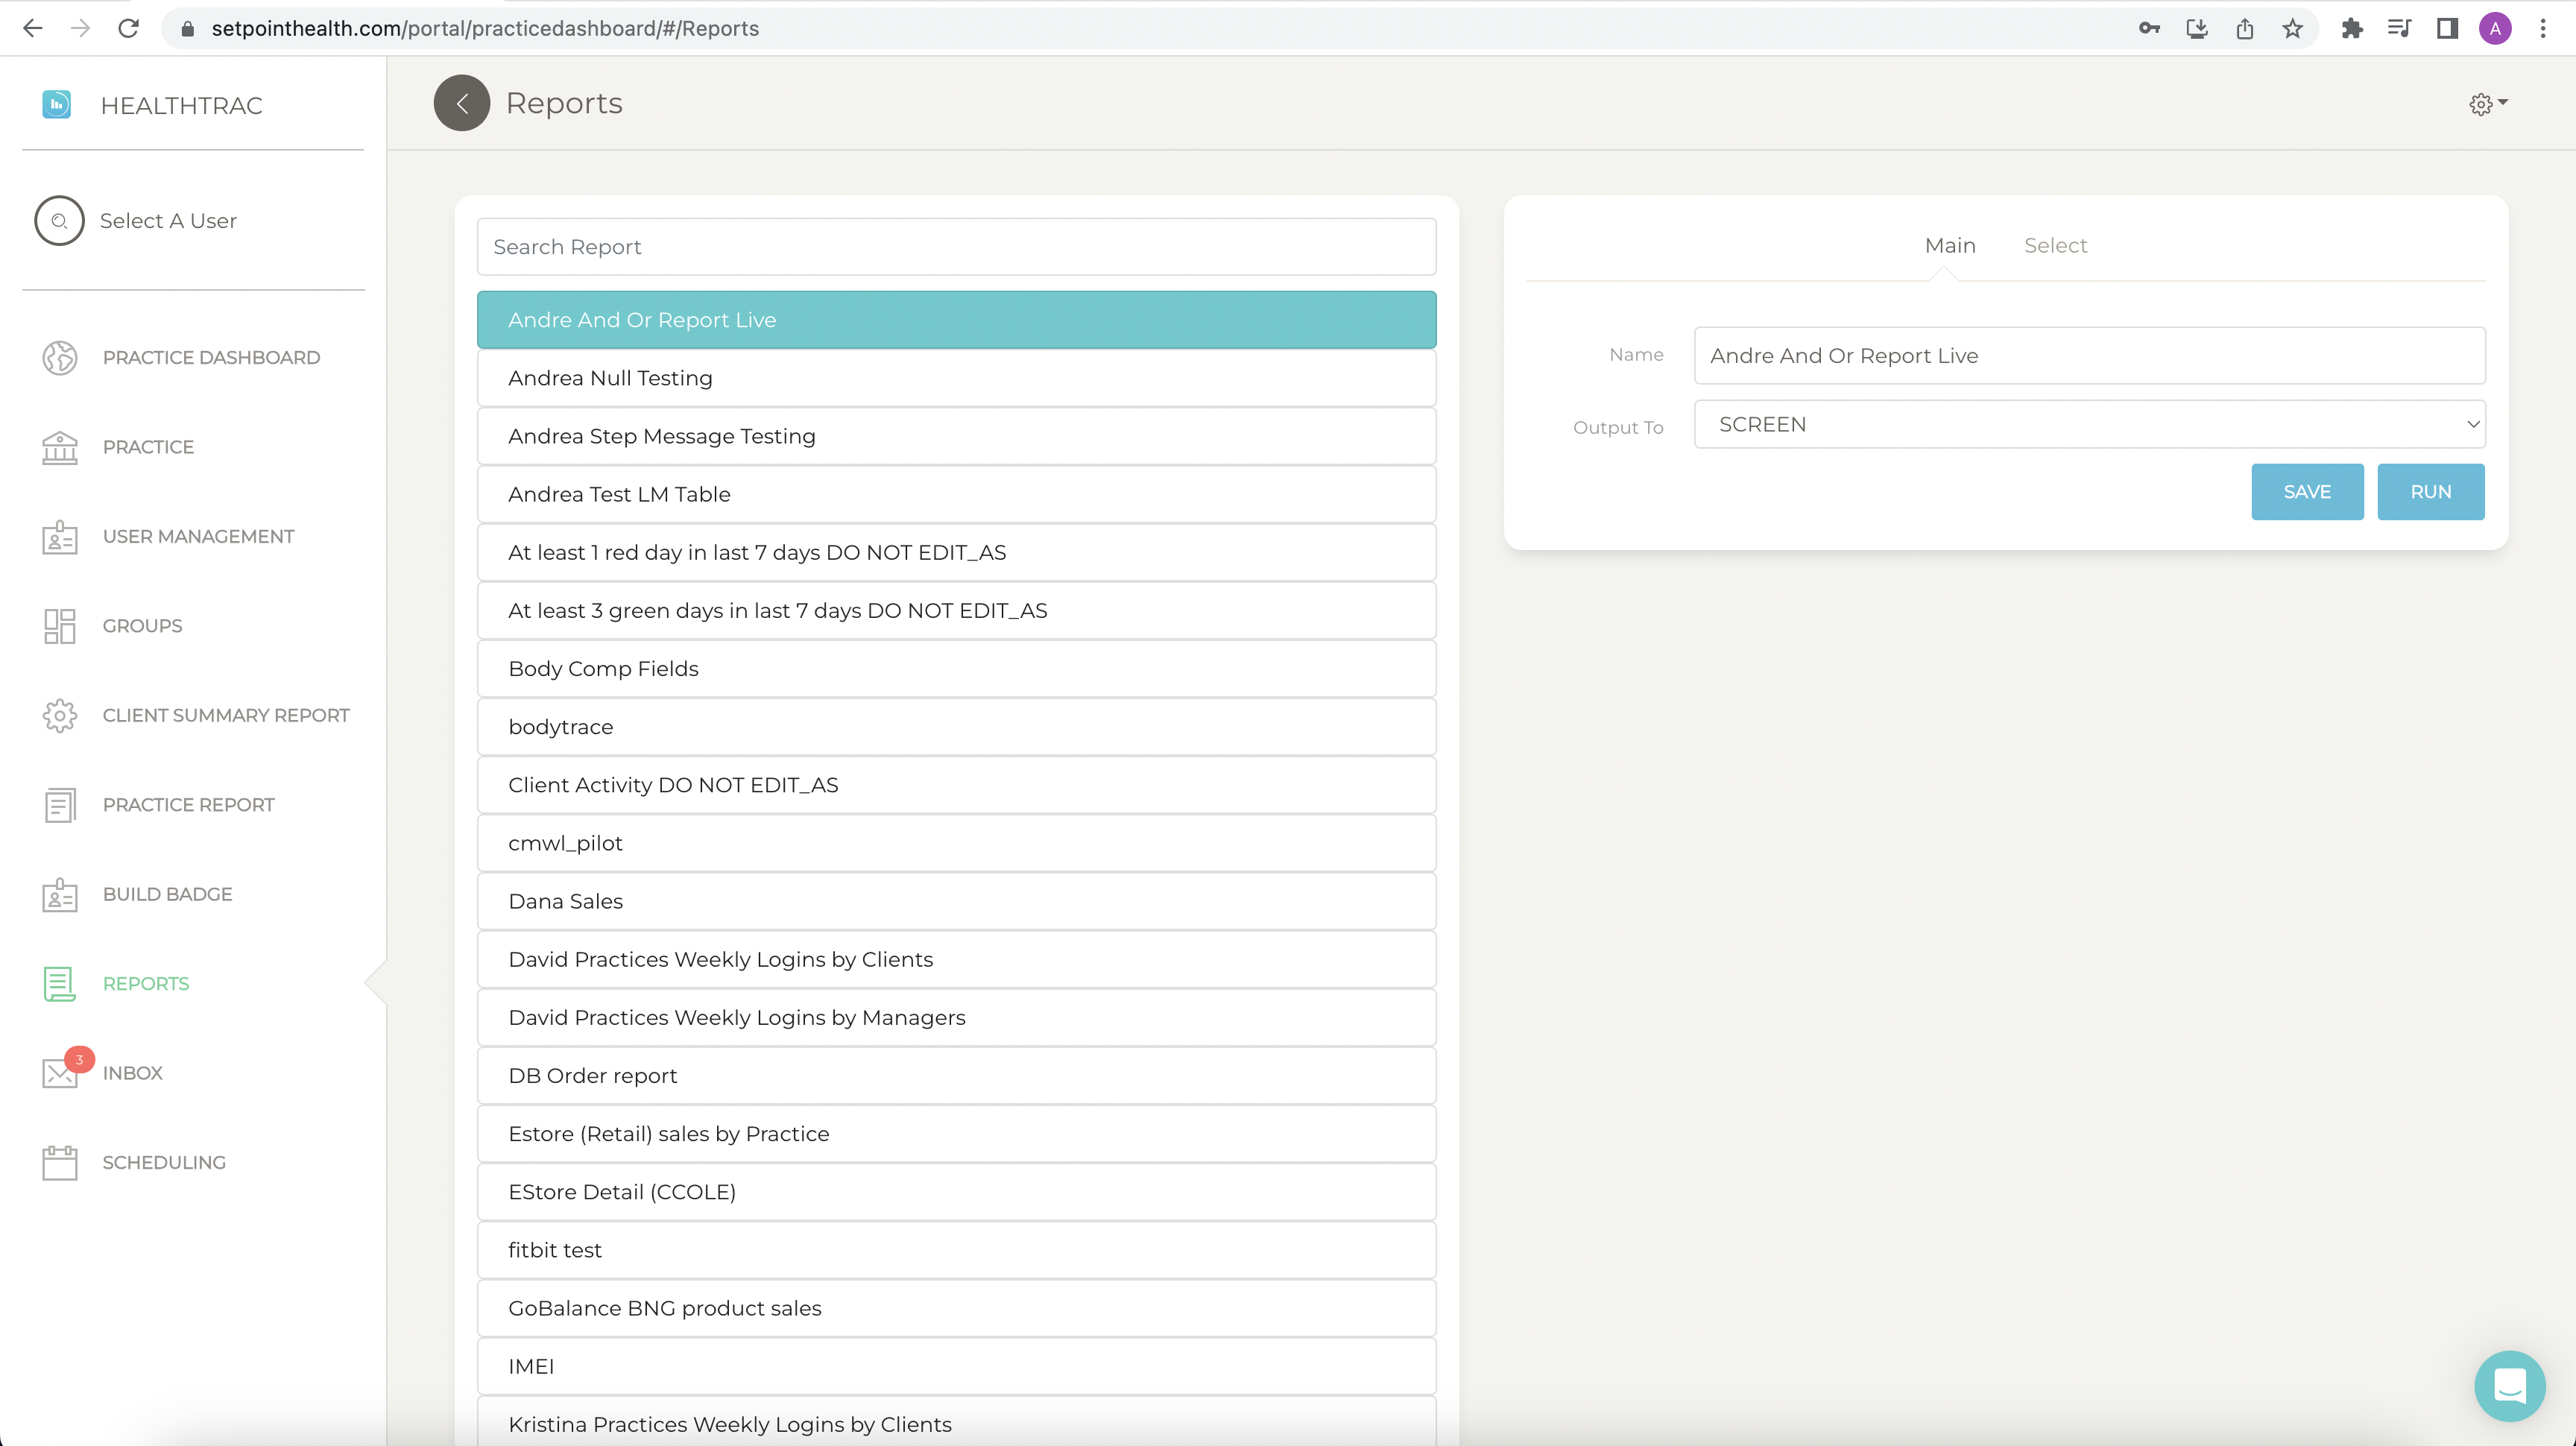 setpointhealth.com/portal/practicedashboard/#/Reports
A
HEALTHTRAC
Select A User
PRACTICE DASHBOARD
PRACTICE
USER MANAGEMENT
GROUPS
CLIENT SUMMARY REPORT
PRACTICE REPORT
BUILD BADGE
REPORTS
3
INBOX
SCHEDULING
Reports
Search Report
Andre And Or Report Live
Andrea Null Testing
Andrea Step Message Testing
Andrea Test LM Table
At least 1 red day in last 7 days DO NOT EDIT_AS
At least 3 green days in last 7 days DO NOT EDIT_AS
Body Comp Fields
bodytrace
Client Activity DO NOT EDIT_AS
cmwl_pilot
Dana Sales
David Practices Weekly Logins by Clients
David Practices Weekly Logins by Managers
DB Order report
Estore (Retail) sales by Practice
EStore Detail (CCOLE)
fitbit test
GoBalance BNG product sales
IMEI
Kristina Practices Weekly Logins by Clients
Main Select
Name Andre And Or Report Live
Output To SCREEN
SAVE RUN